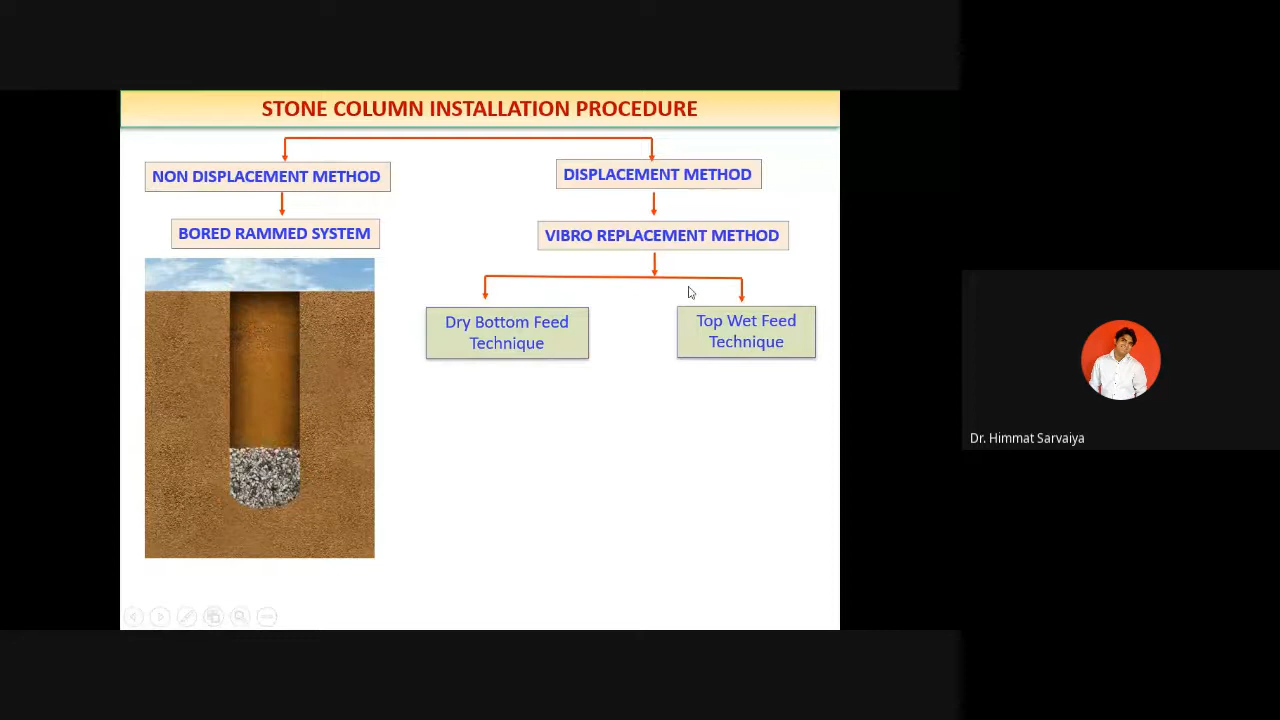 STONE COLUMN INSTALLATION PROCEDURE
NON DISPLACEMENT METHOD
BORED RAMMED SYSTEM
DISPLACEMENT METHOD
VIBRO REPLACEMENT METHOD
Dry Bottom Feed
Technique
Top Wet Feed
Technique
Dr. Himmat Sarvaiya